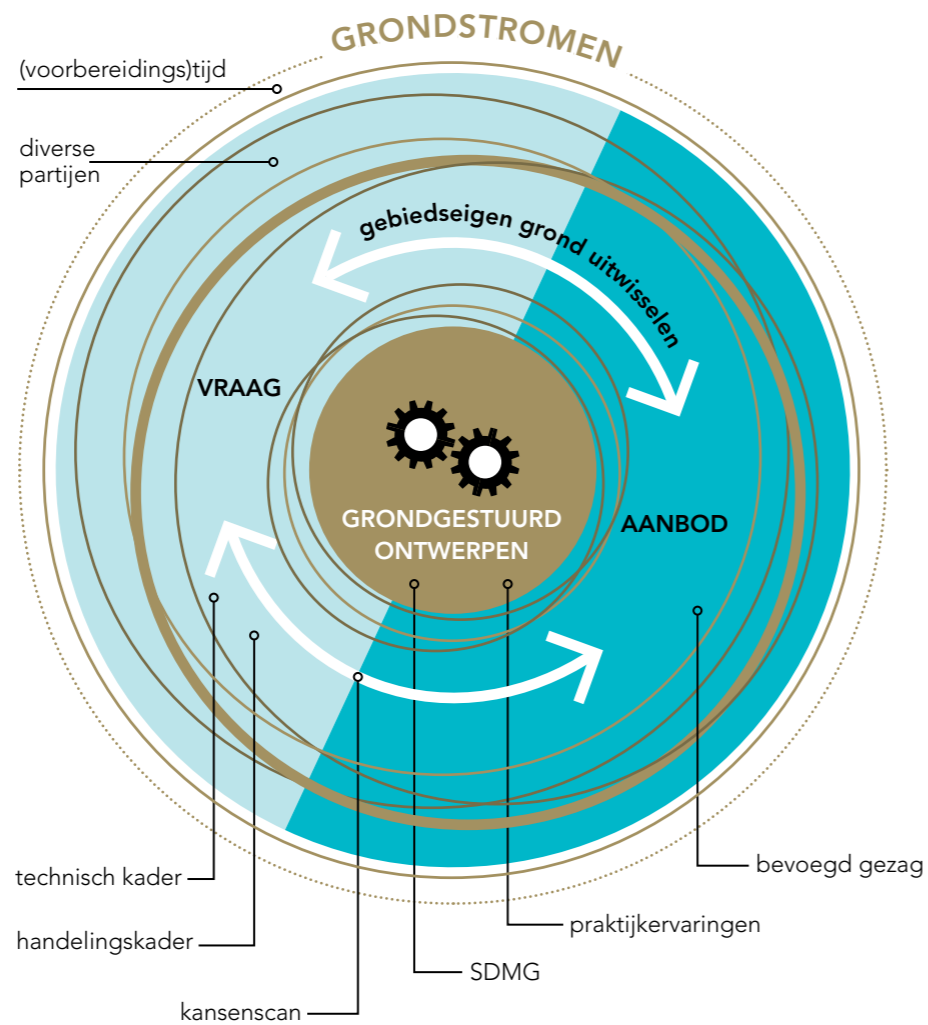 GRONDSTROMEN
(voorbereidings)tijd
diverse
partijen
gebiedseigen grond uitwisselen
VRAAG
GRONDGESTUURD
ONTWERPEN
AANBOD
technisch kader
handelingskader
kansenscan
SDMG
praktijkervaringen
bevoegd gezag